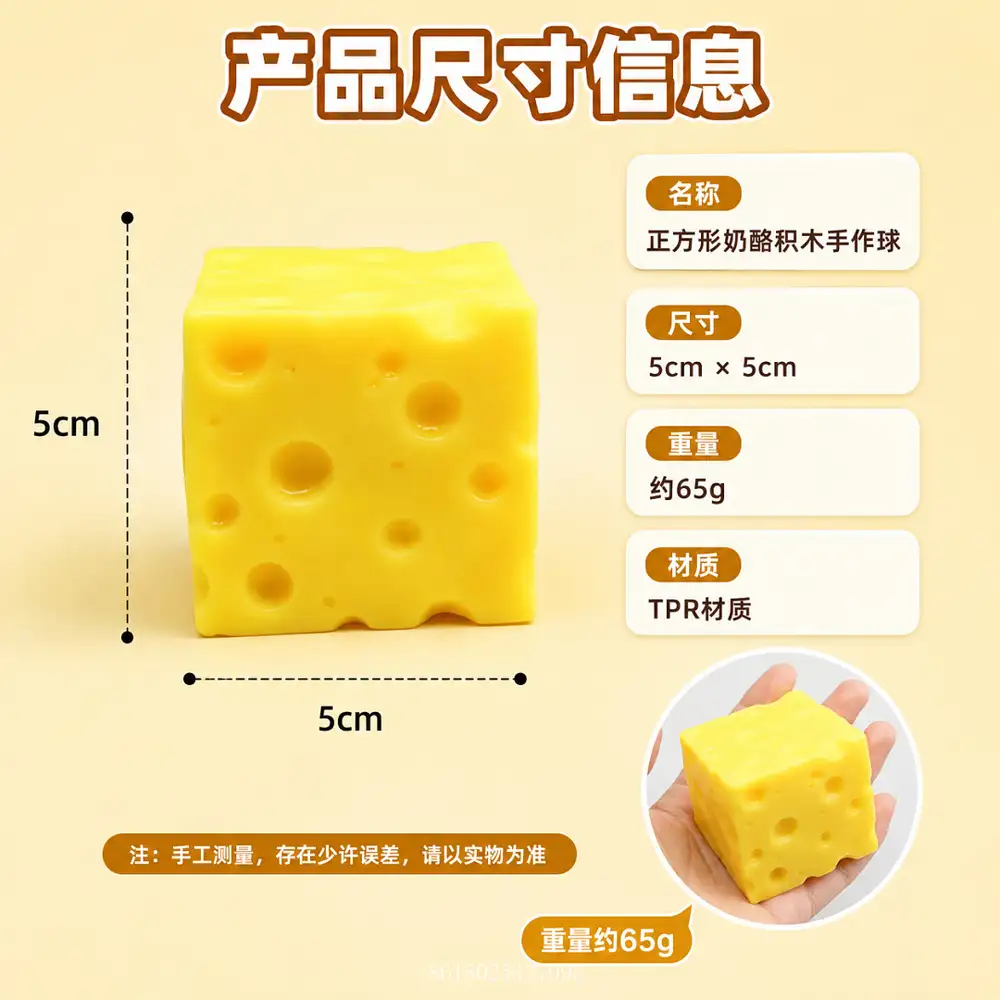 产品尺寸信息
名称
正方形奶酪积木手作球
尺寸
5cm × 5cm
重量
约65g
材质
TPR材质
5cm
5cm
注：手工测量，存在少许误差，请以实物为准
重量约65g